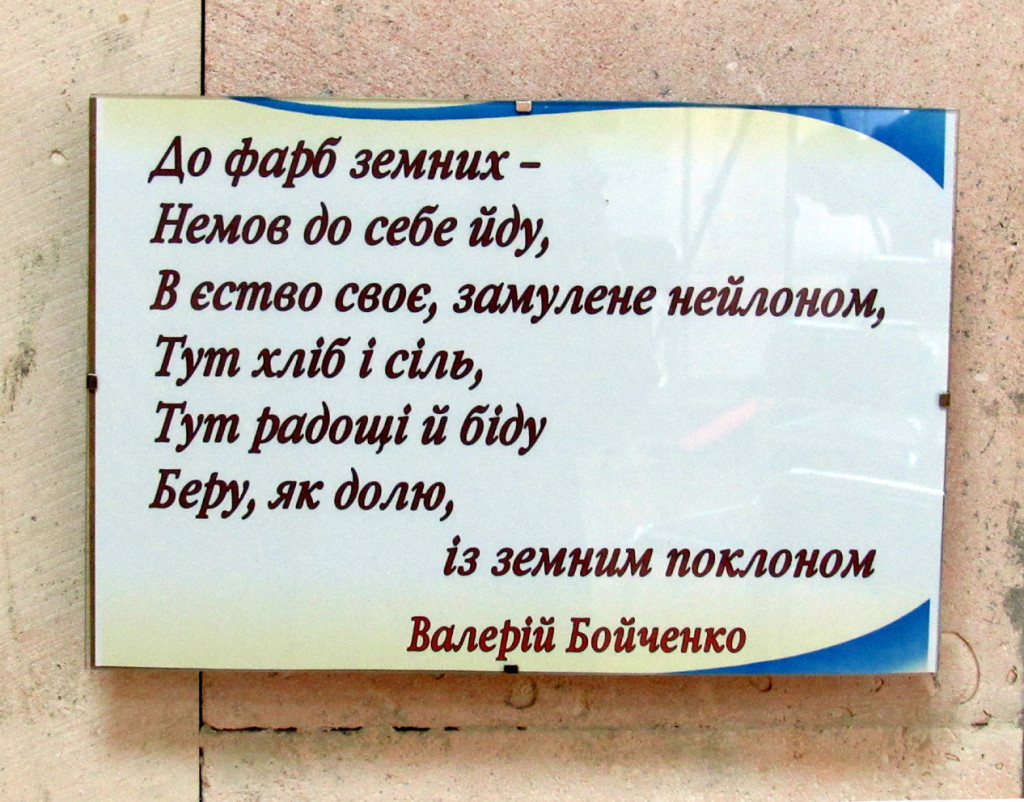 До фарб земних –
Немов до себе йду,
В єство своє, замулене нейлоном,
Тут хліб і сіль,
Тут радощі й біду
Беру, як долю,
із земним поклоном
Валерій Бойченко